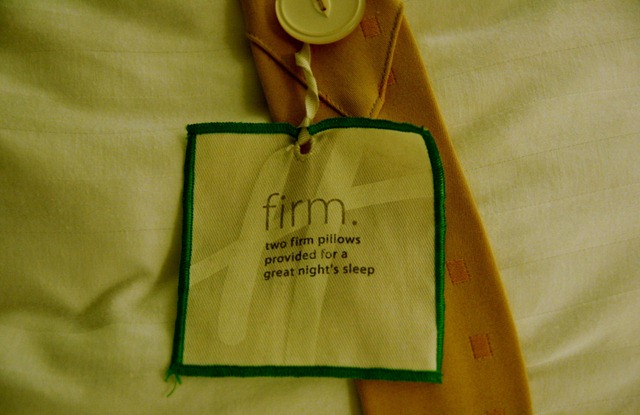 firm.
two firm pillows
provided for a
great night's sleep